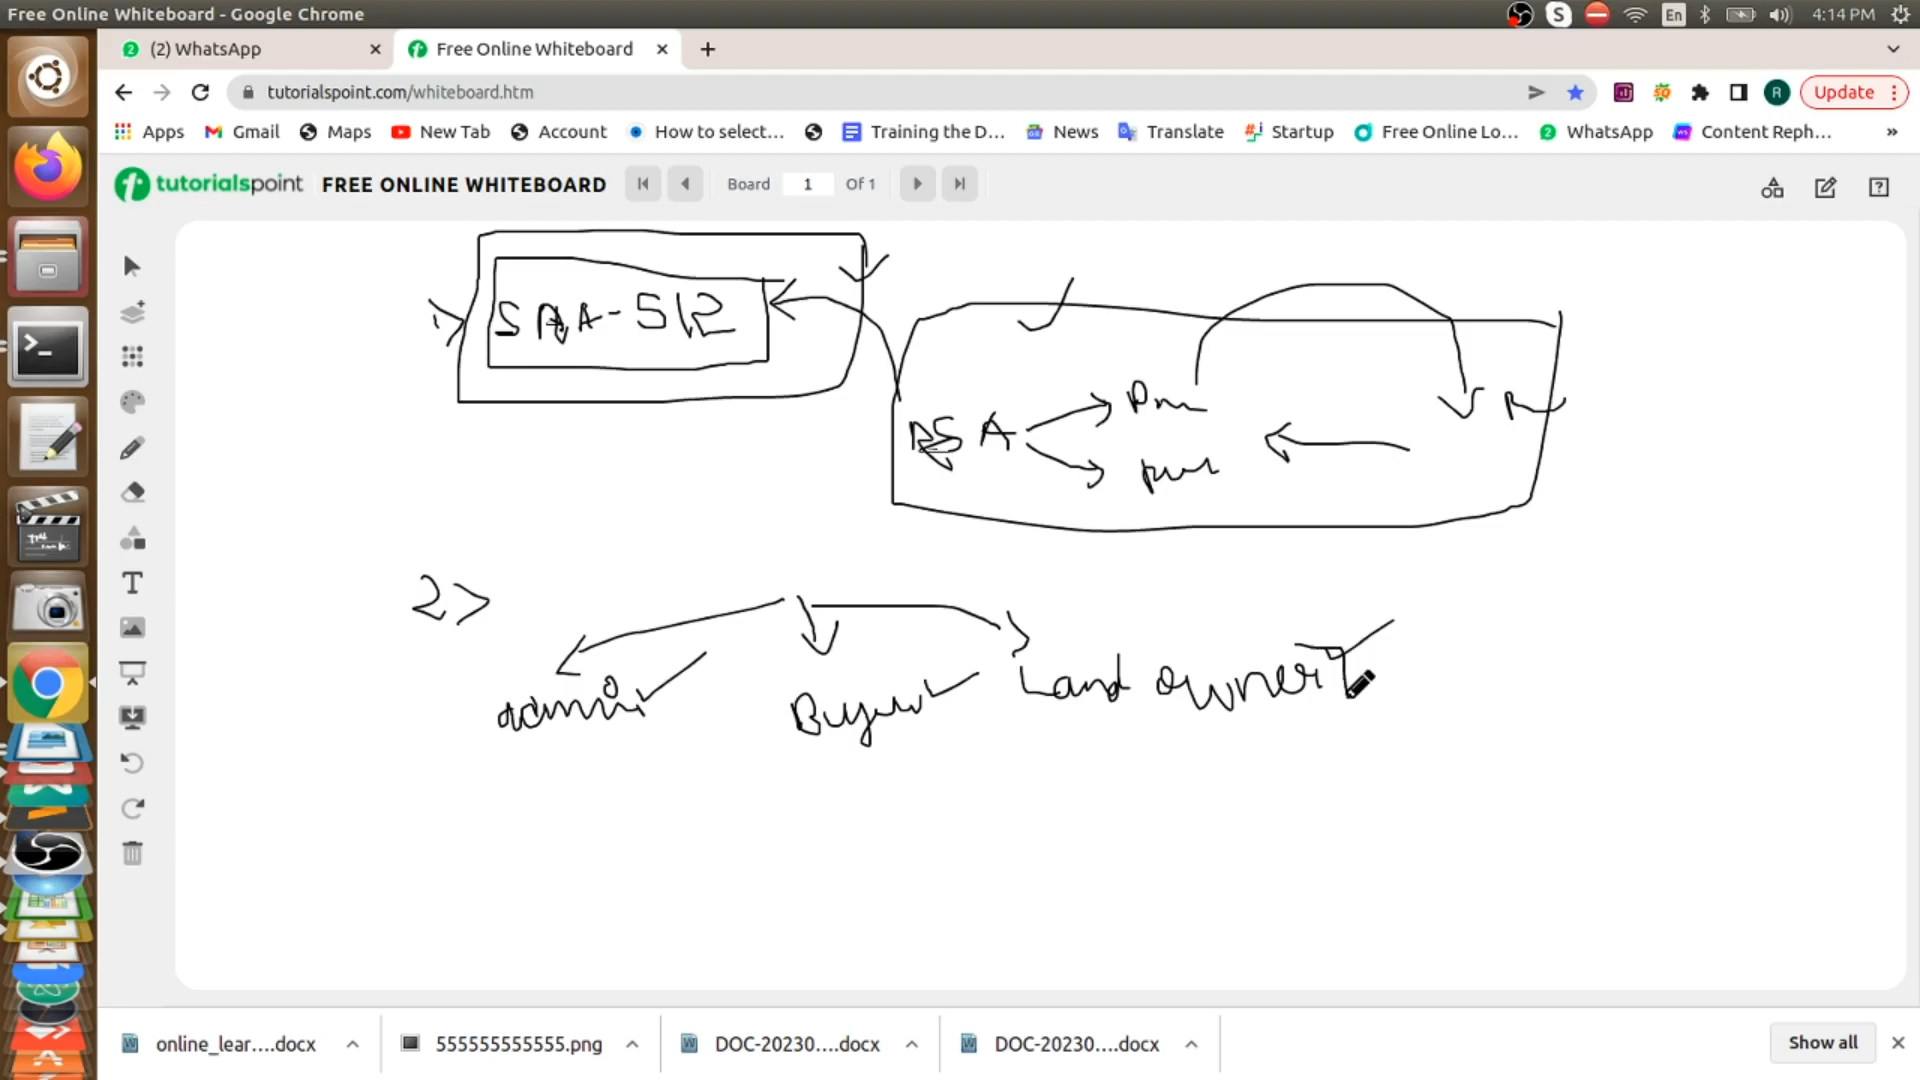 Free Online Whiteboard - Google Chrome
En
4:14 PM
(2) WhatsApp
Free Online Whiteboard
tutorialspoint.com/whiteboard.htm
R
Update
Apps
Gmail
Maps
New Tab
Account
How to select...
Training the D...
News
Translate
Startup
Free Online Lo...
WhatsApp
Content Reph...
tutorialspoint
FREE ONLINE WHITEBOARD
Board 1 Of 1
1>
SAA-512
RSA
2>
admin
Buyer
Land owner
online_lear....docx
555555555555.png
DOC-20230....docx
DOC-20230....docx
Show all